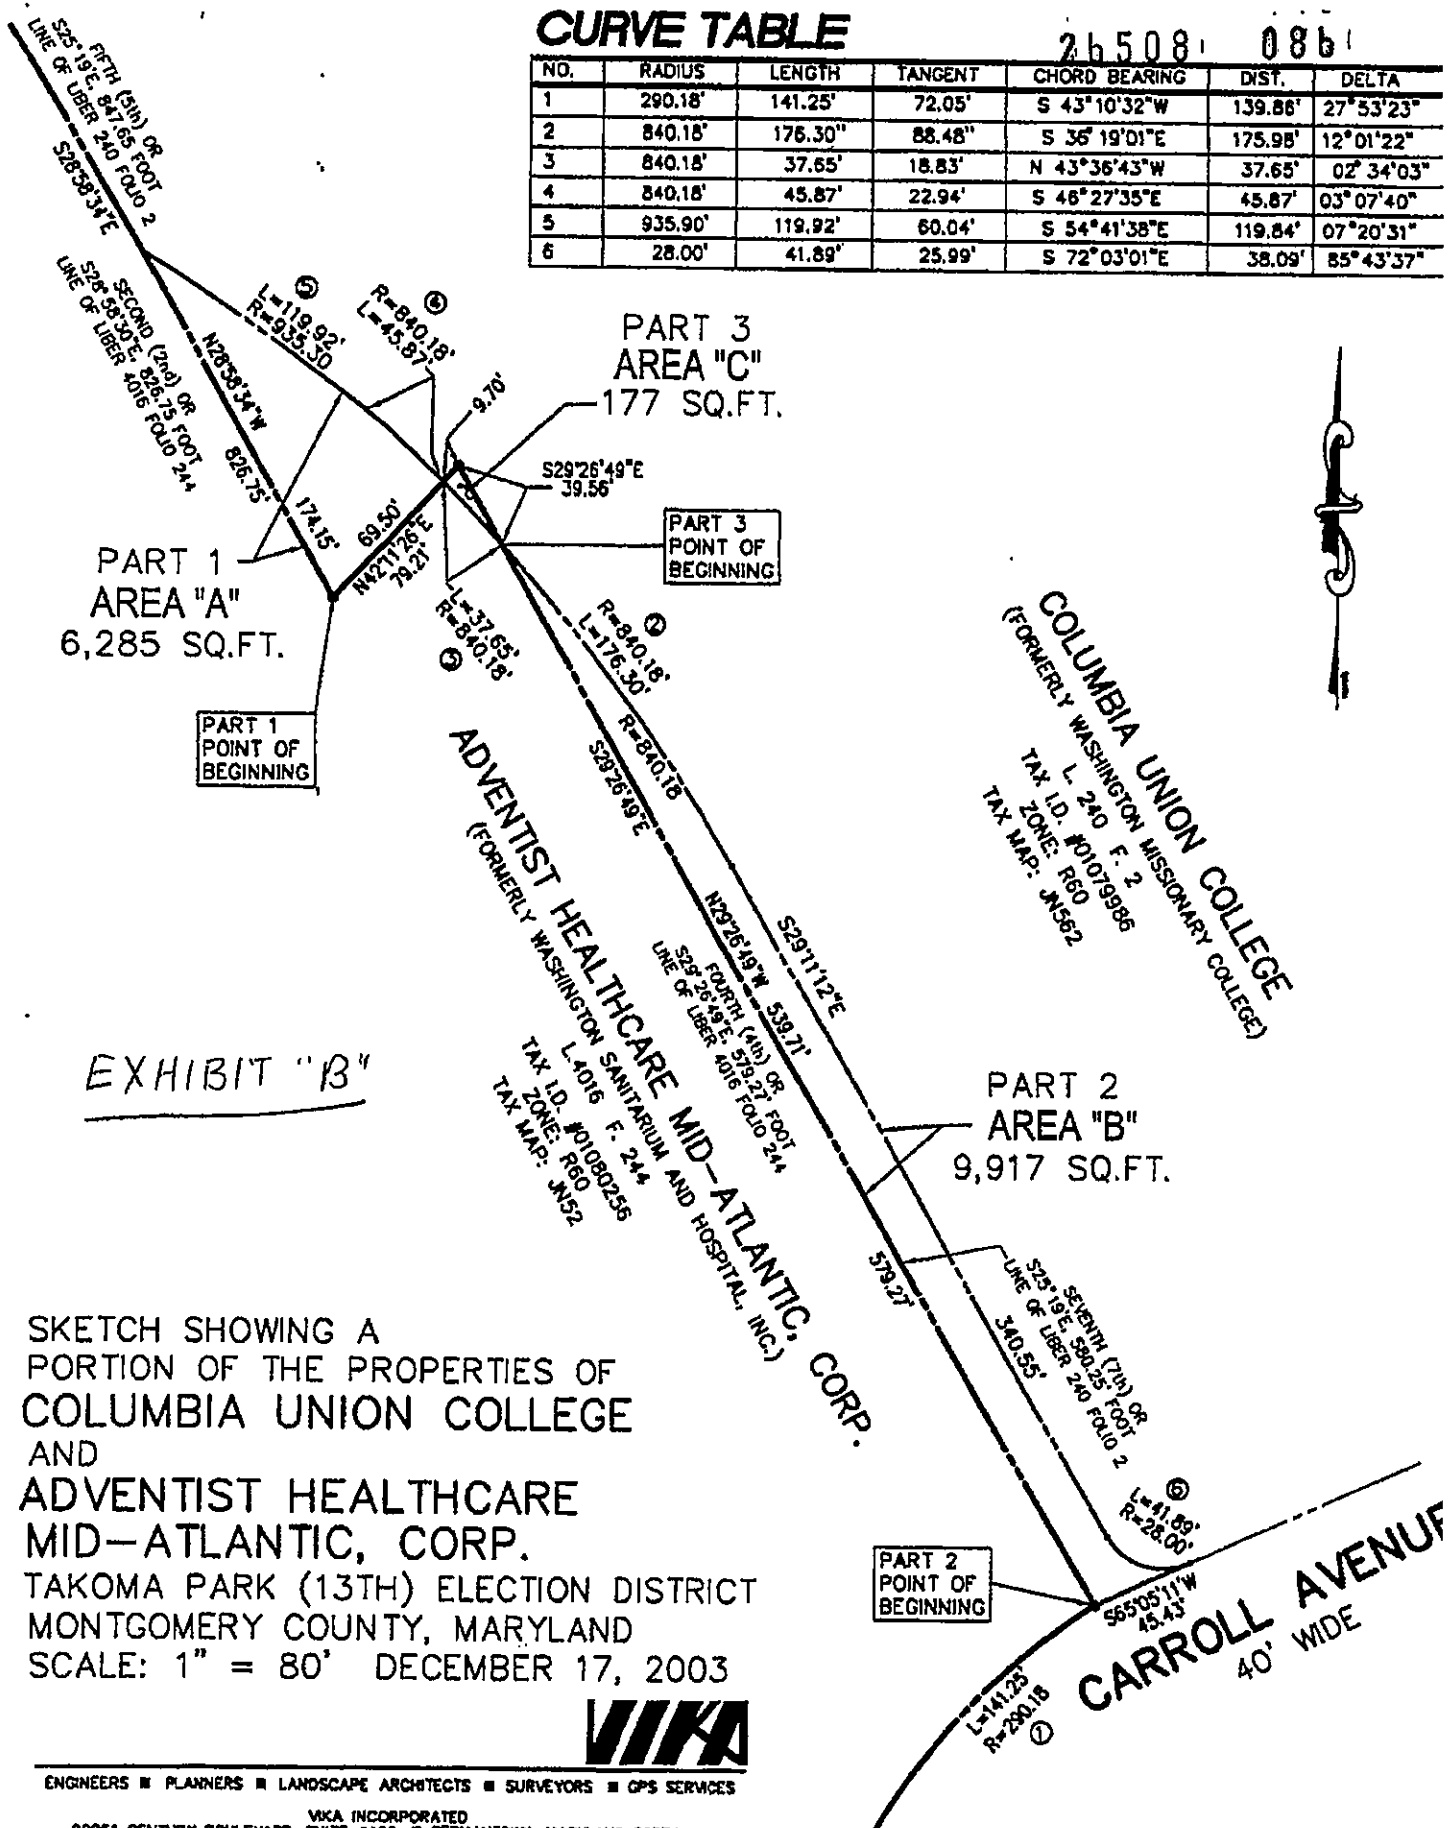 CURVE TABLE
26508 086
NO. RADIUS LENGTH TANGENT CHORD BEARING DIST. DELTA
1 290.18' 141.25' 72.05' S 43°10'32"W 139.86' 27°53'23"
2 840.18' 176.30" 88.48" S 36°19'01"E 175.98' 12°01'22"
3 840.18' 37.65' 18.83' N 43°36'43"W 37.65' 02°34'03"
4 840.18' 45.87' 22.94' S 46°27'35"E 45.87' 03°07'40"
5 935.90' 119.92' 60.04' S 54°41'38"E 119.84' 07°20'31"
6 28.00' 41.89' 25.99' S 72°03'01"E 38.09' 85°43'37"
FIFTH (5th) OR
S25°19'E, 847.65 FOOT
LINE OF LIBER 240 FOLIO 2
S28°58'34"E
SECOND (2nd) OR
S28°58'30"E, 826.75 FOOT
LINE OF LIBER 4016 FOLIO 244
N28°58'34"W
826.75'
174.15'
5
L=119.92'
R=935.30
4
R=840.18'
L=45.87'
9.70'
PART 3
AREA "C"
177 SQ.FT.
S29°26'49"E
39.56'
PART 3
POINT OF
BEGINNING
69.50'
N42°11'26"E
79.21'
PART 1
AREA "A"
6,285 SQ.FT.
PART 1
POINT OF
BEGINNING
L=37.65'
R=840.18'
3
2
R=840.18'
L=176.30'
R=840.18
S29°26'49"E
COLUMBIA UNION COLLEGE
(FORMERLY WASHINGTON MISSIONARY COLLEGE)
L. 240 F. 2
TAX I.D. #01079986
ZONE: R60
TAX MAP: JN562
ADVENTIST HEALTHCARE MID-ATLANTIC, CORP.
(FORMERLY WASHINGTON SANITARIUM AND HOSPITAL, INC.)
L.4016 F. 244
TAX I.D. #01080256
ZONE: R60
TAX MAP: JN52
N29°26'49"W 539.71'
FOURTH (4th) OR
S29°26'49"E, 579.27' FOOT
LINE OF LIBER 4016 FOLIO 244
S29°11'12"E
EXHIBIT "B"
PART 2
AREA "B"
9,917 SQ.FT.
579.27'
340.55'
SEVENTH (7th) OR
S25°19'E, 580.25' FOOT
LINE OF LIBER 240 FOLIO 2
SKETCH SHOWING A
PORTION OF THE PROPERTIES OF
COLUMBIA UNION COLLEGE
AND
ADVENTIST HEALTHCARE
MID-ATLANTIC, CORP.
TAKOMA PARK (13TH) ELECTION DISTRICT
MONTGOMERY COUNTY, MARYLAND
SCALE: 1" = 80' DECEMBER 17, 2003
6
L=41.89'
R=28.00'
PART 2
POINT OF
BEGINNING
S65°05'11"W
45.43'
CARROLL AVENUE
40' WIDE
L=141.25'
R=290.18
1
VIKA
ENGINEERS ■ PLANNERS ■ LANDSCAPE ARCHITECTS ■ SURVEYORS ■ GPS SERVICES
VIKA INCORPORATED